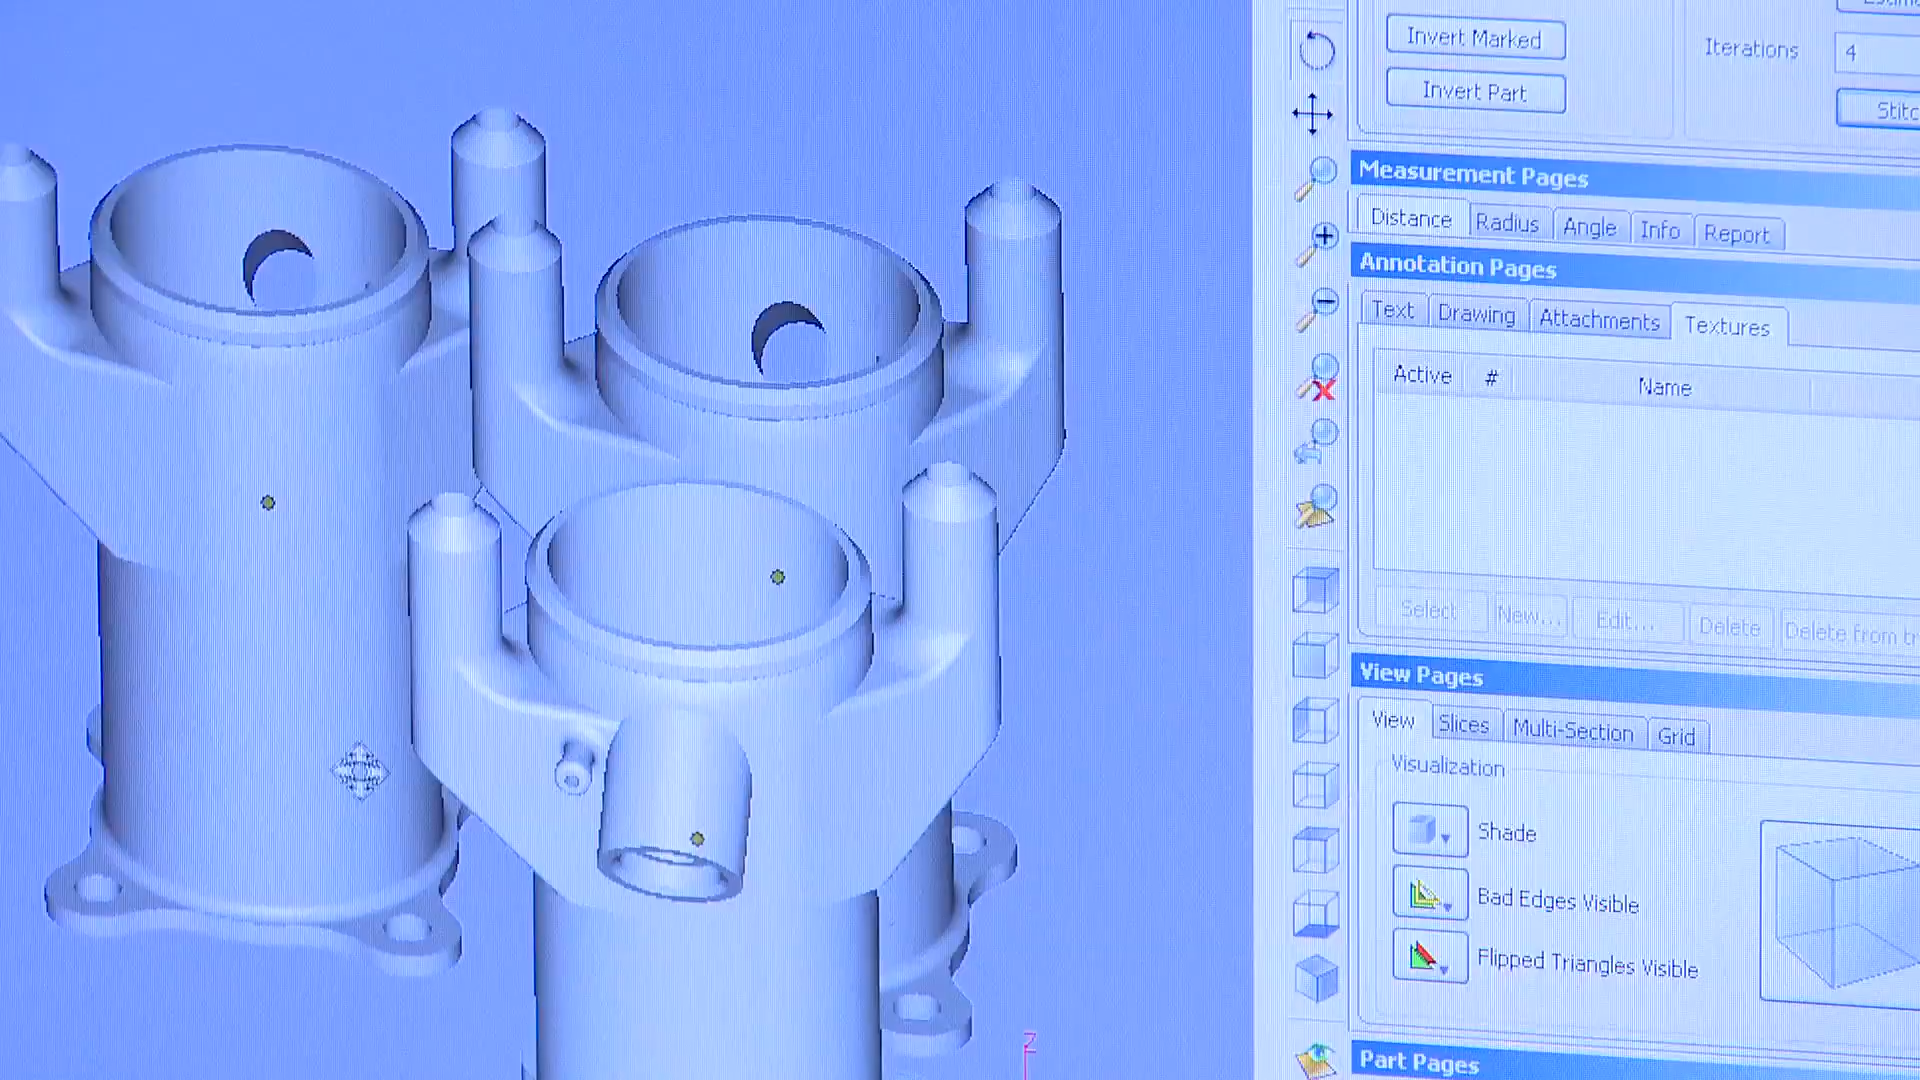 Invert Marked
Iterations 4
Invert Part
Measurement Pages
Distance Radius Angle Info Report
Annotation Pages
Text Drawing Attachments Textures
Active # Name
Select New... Edit... Delete Delete from
View Pages
View Slices Multi-Section Grid
Visualization
Shade
Bad Edges Visible
Flipped Triangles Visible
Z
Part Pages